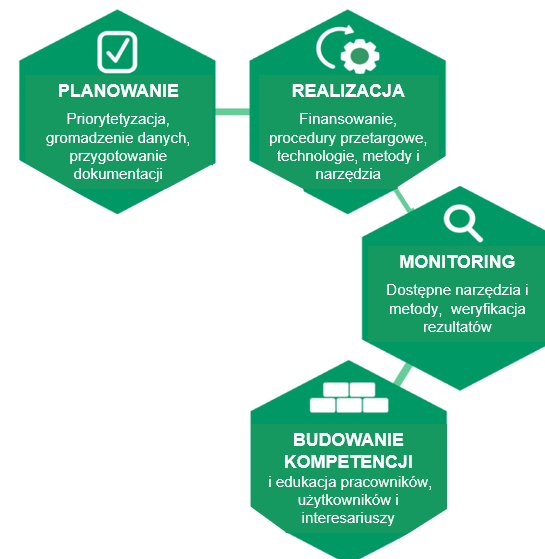 PLANOWANIE
Priorytetyzacja,
gromadzenie danych,
przygotowanie
dokumentacji
REALIZACJA
Finansowanie,
procedury przetargowe,
technologie, metody i
narzędzia
MONITORING
Dostępne narzędzia i
metody, weryfikacja
rezultatów
BUDOWANIE
KOMPETENCJI
i edukacja pracowników,
użytkowników i
interesariuszy